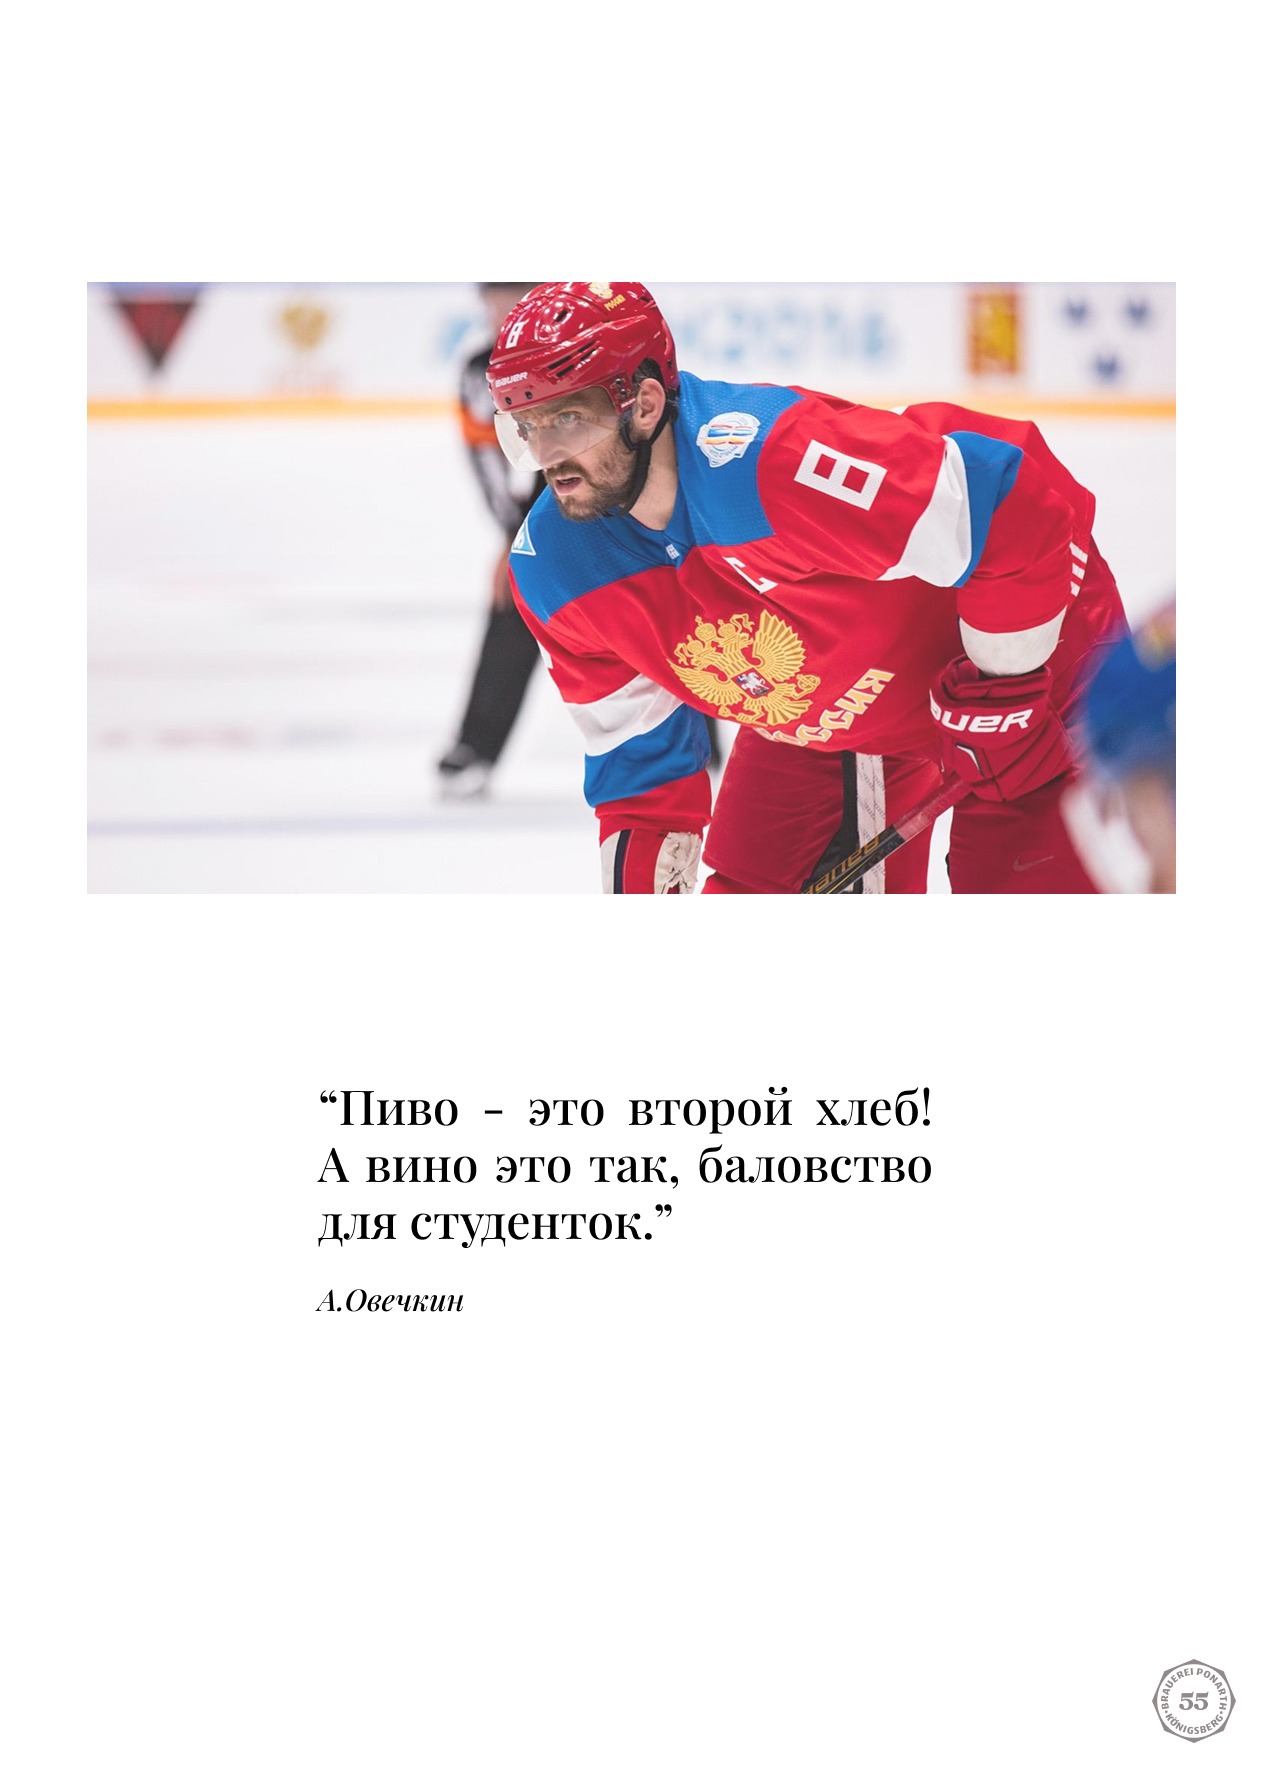 РОССИЯ
8
BAUER
8
C
РОССИЯ
BAUER
“Пиво - это второй хлеб!
А вино это так, баловство
для студенток.”
А.Овечкин
BRAUEREI PONARTH
55
KÖNIGSBERG